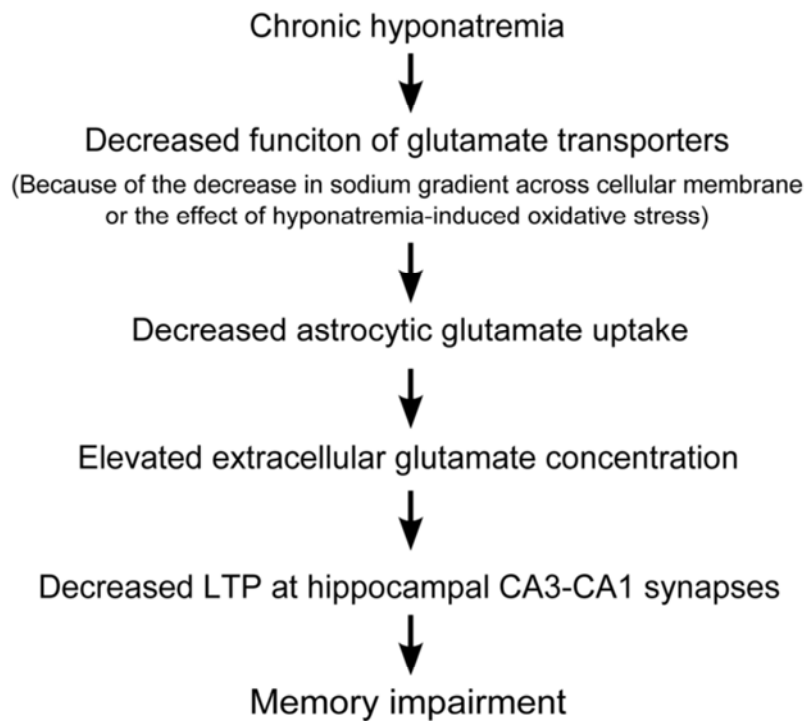 Chronic hyponatremia
Decreased funciton of glutamate transporters
(Because of the decrease in sodium gradient across cellular membrane
or the effect of hyponatremia-induced oxidative stress)
Decreased astrocytic glutamate uptake
Elevated extracellular glutamate concentration
Decreased LTP at hippocampal CA3-CA1 synapses
Memory impairment